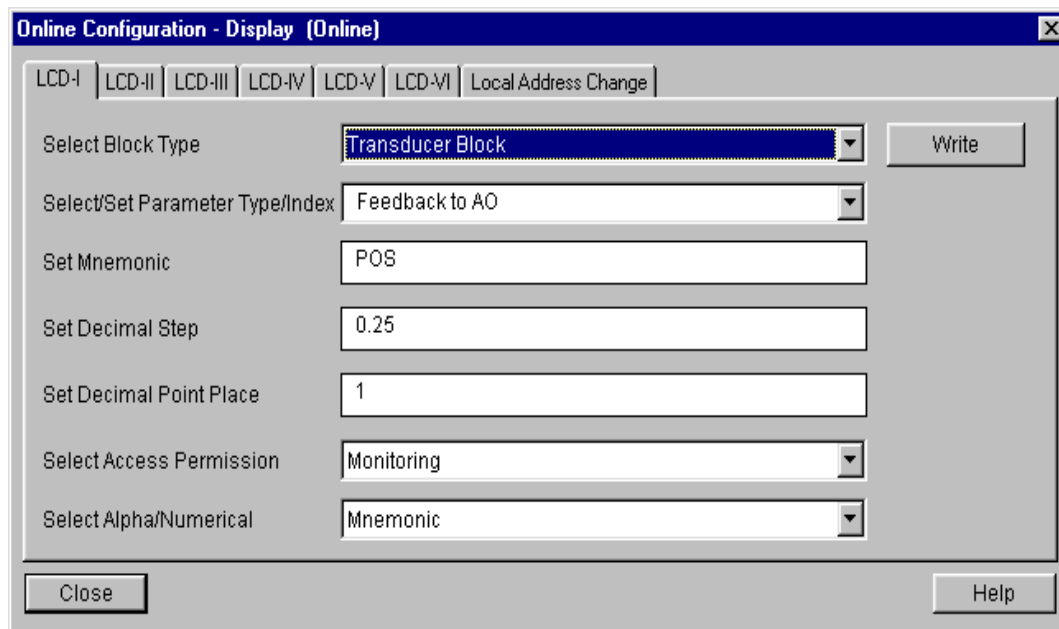 Online Configuration - Display (Online)
LCD-I LCD-II LCD-III LCD-IV LCD-V LCD-VI Local Address Change
Select Block Type Transducer Block Write
Select/Set Parameter Type/Index Feedback to AO
Set Mnemonic POS
Set Decimal Step 0.25
Set Decimal Point Place 1
Select Access Permission Monitoring
Select Alpha/Numerical Mnemonic
Close Help